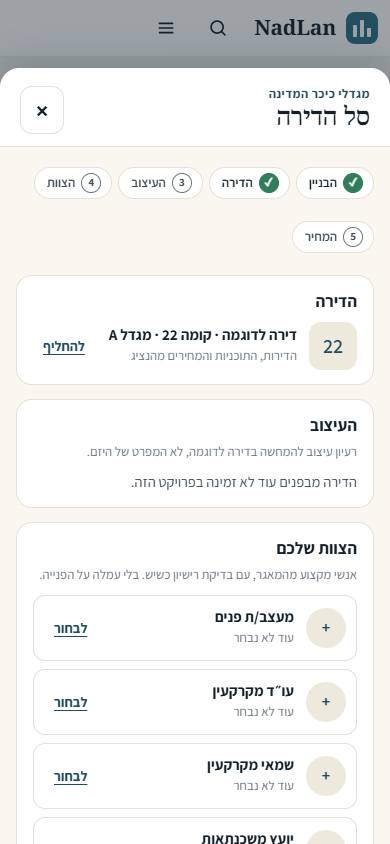 NadLan
מגדלי כיכר המדינה
סל הדירה
×
✓ הבניין
✓ הדירה
3 העיצוב
4 הצוות
5 המחיר
הדירה
22
דירה לדוגמה · קומה 22 · מגדל A
הדירות, התוכניות והמחירים מהנציג
להחליף
העיצוב
רעיון עיצוב להמחשה בדירה לדוגמה, לא המפרט של היזם.
הדירה מבפנים עוד לא זמינה בפרויקט הזה.
הצוות שלכם
אנשי מקצוע מהמאגר, עם בדיקת רישיון כשיש. בלי עמלה על הפנייה.
+
מעצב/ת פנים
עוד לא נבחר
לבחור
+
עו״ד מקרקעין
עוד לא נבחר
לבחור
+
שמאי מקרקעין
עוד לא נבחר
לבחור
יועץ משכנתאות